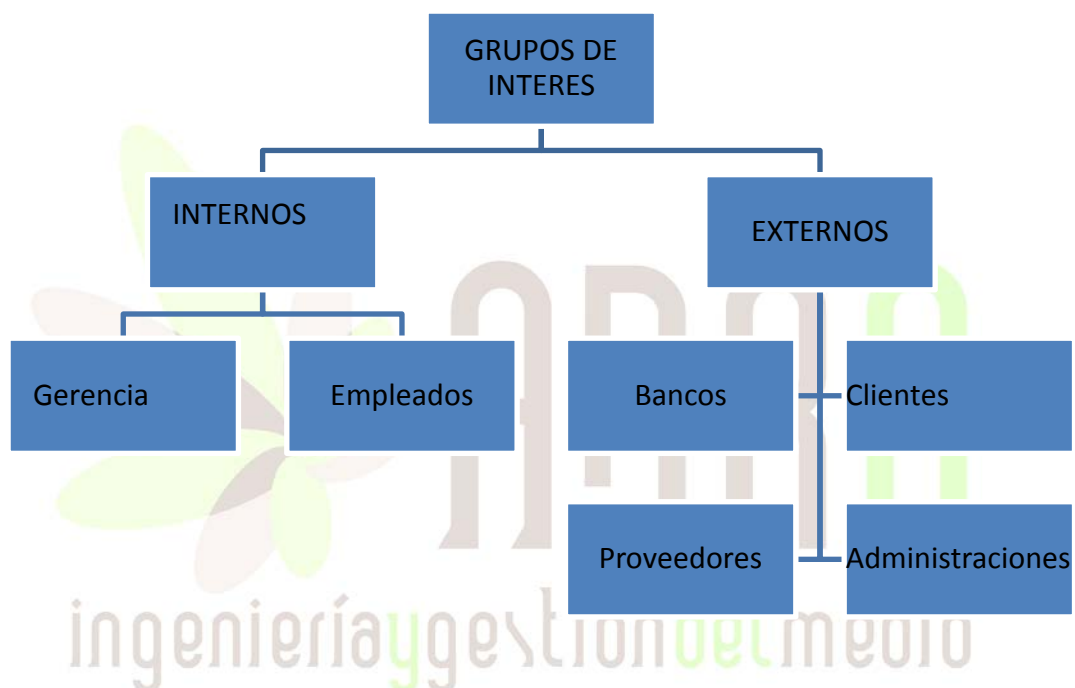 GRUPOS DE
INTERES
INTERNOS
EXTERNOS
Gerencia
Empleados
Bancos
Clientes
Proveedores
Administraciones
ingenieríaygestióndelmedio